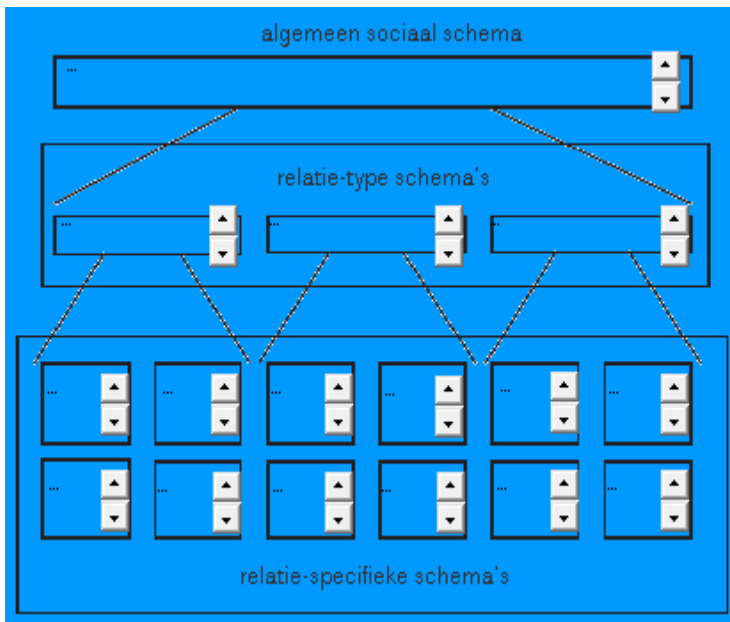 algemeen sociaal schema
...
relatie-type schema's
... ... ...
... ... ... ... ... ...
... ... ... ... ... ...
relatie-specifieke schema's